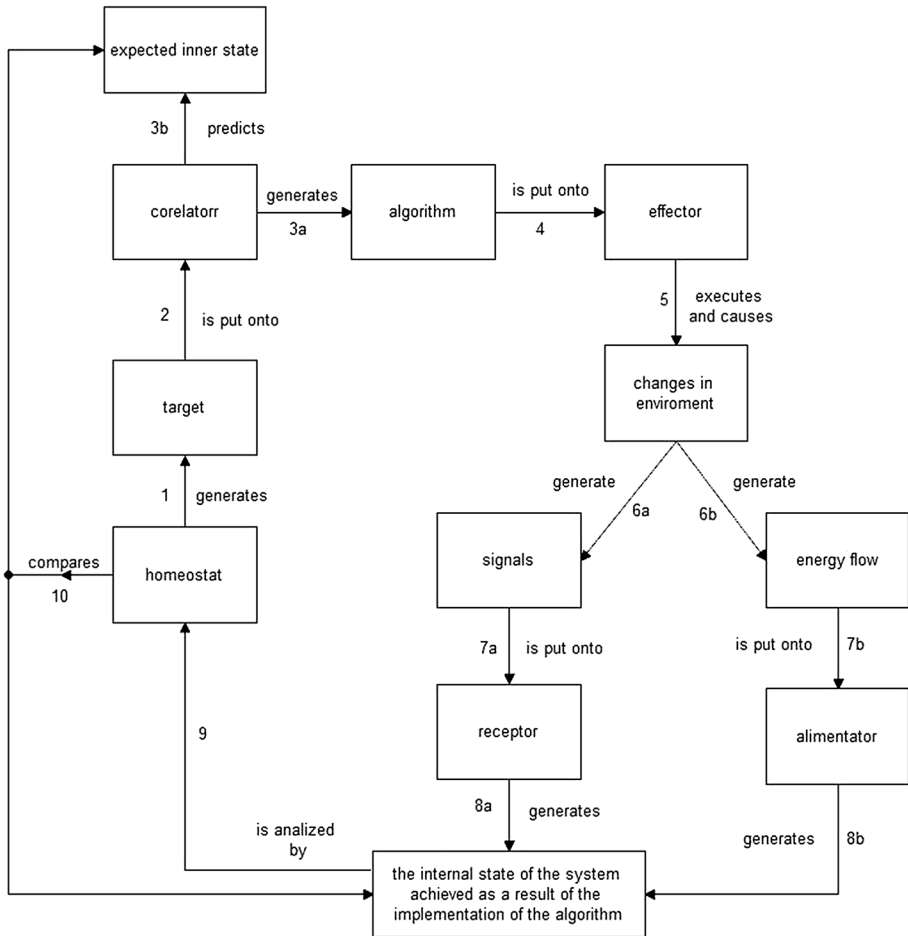 expected inner state
3b
predicts
corelatorr
generates
3a
algorithm
is put onto
4
effector
2
is put onto
5
executes
and causes
target
changes in
enviroment
1
generates
generate
6a
6b
generate
compares
10
homeostat
signals
energy flow
7a
is put onto
is put onto
7b
9
receptor
alimentator
8a
generates
is analized
by
generates
8b
the internal state of the system
achieved as a result of the
implementation of the algorithm